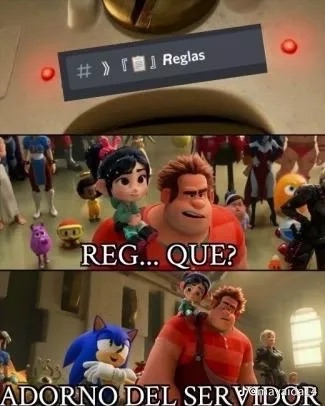 # 》『📋』Reglas
REG... QUE?
ADORNO DEL SERVIDOR